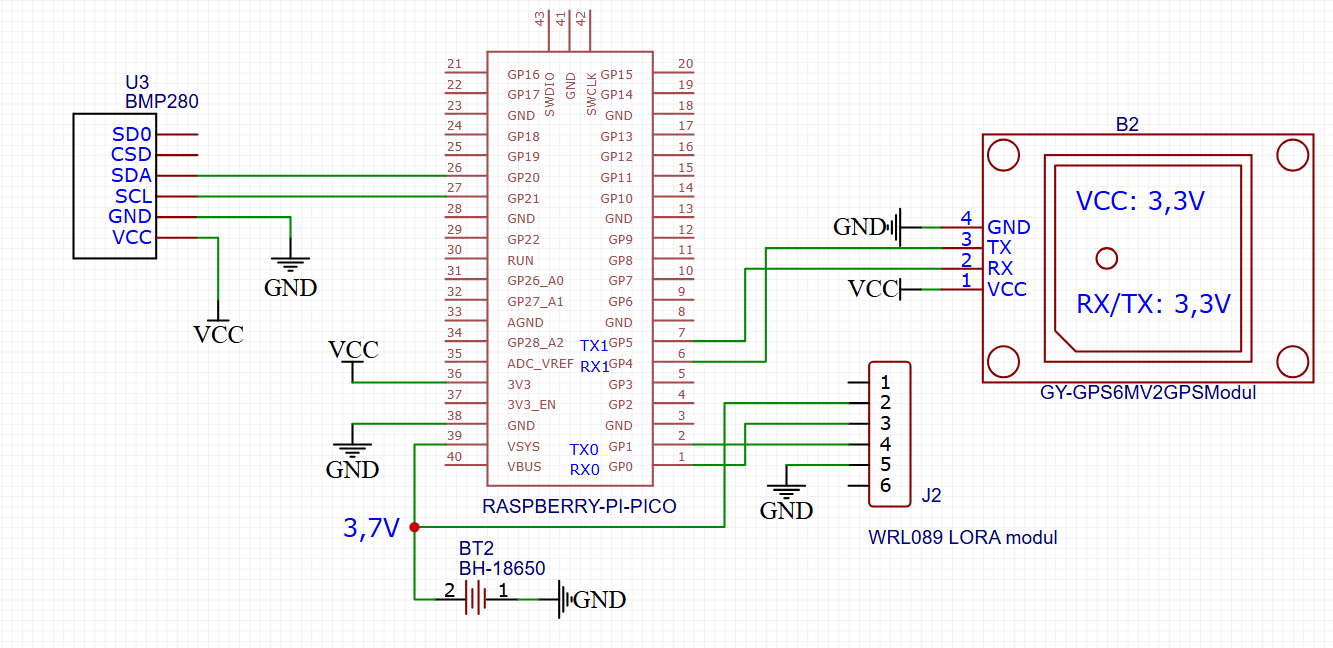 U3
BMP280
SD0
CSD
SDA
SCL
GND
VCC
GND
VCC
43
41
42
SWDIO
GND
SWCLK
21 GP16 GP15 20
22 GP17 GP14 19
23 GND GND 18
24 GP18 GP13 17
25 GP19 GP12 16
26 GP20 GP11 15
27 GP21 GP10 14
28 GND GND 13
29 GP22 GP9 12
30 RUN GP8 11
31 GP26_A0 GP7 10
32 GP27_A1 GP6 9
33 AGND GND 8
34 GP28_A2 TX1 GP5 7
35 ADC_VREF RX1 GP4 6
36 3V3 GP3 5
37 3V3_EN GP2 4
38 GND GND 3
39 VSYS TX0 GP1 2
40 VBUS RX0 GP0 1
RASPBERRY-PI-PICO
VCC
GND
3,7V
BT2
BH-18650
2 1 GND
B2
VCC: 3,3V
GND 4 GND
3 TX
2 RX
VCC 1 VCC
RX/TX: 3,3V
GY-GPS6MV2GPSModul
1
2
3
4
5
6
GND
J2
WRL089 LORA modul